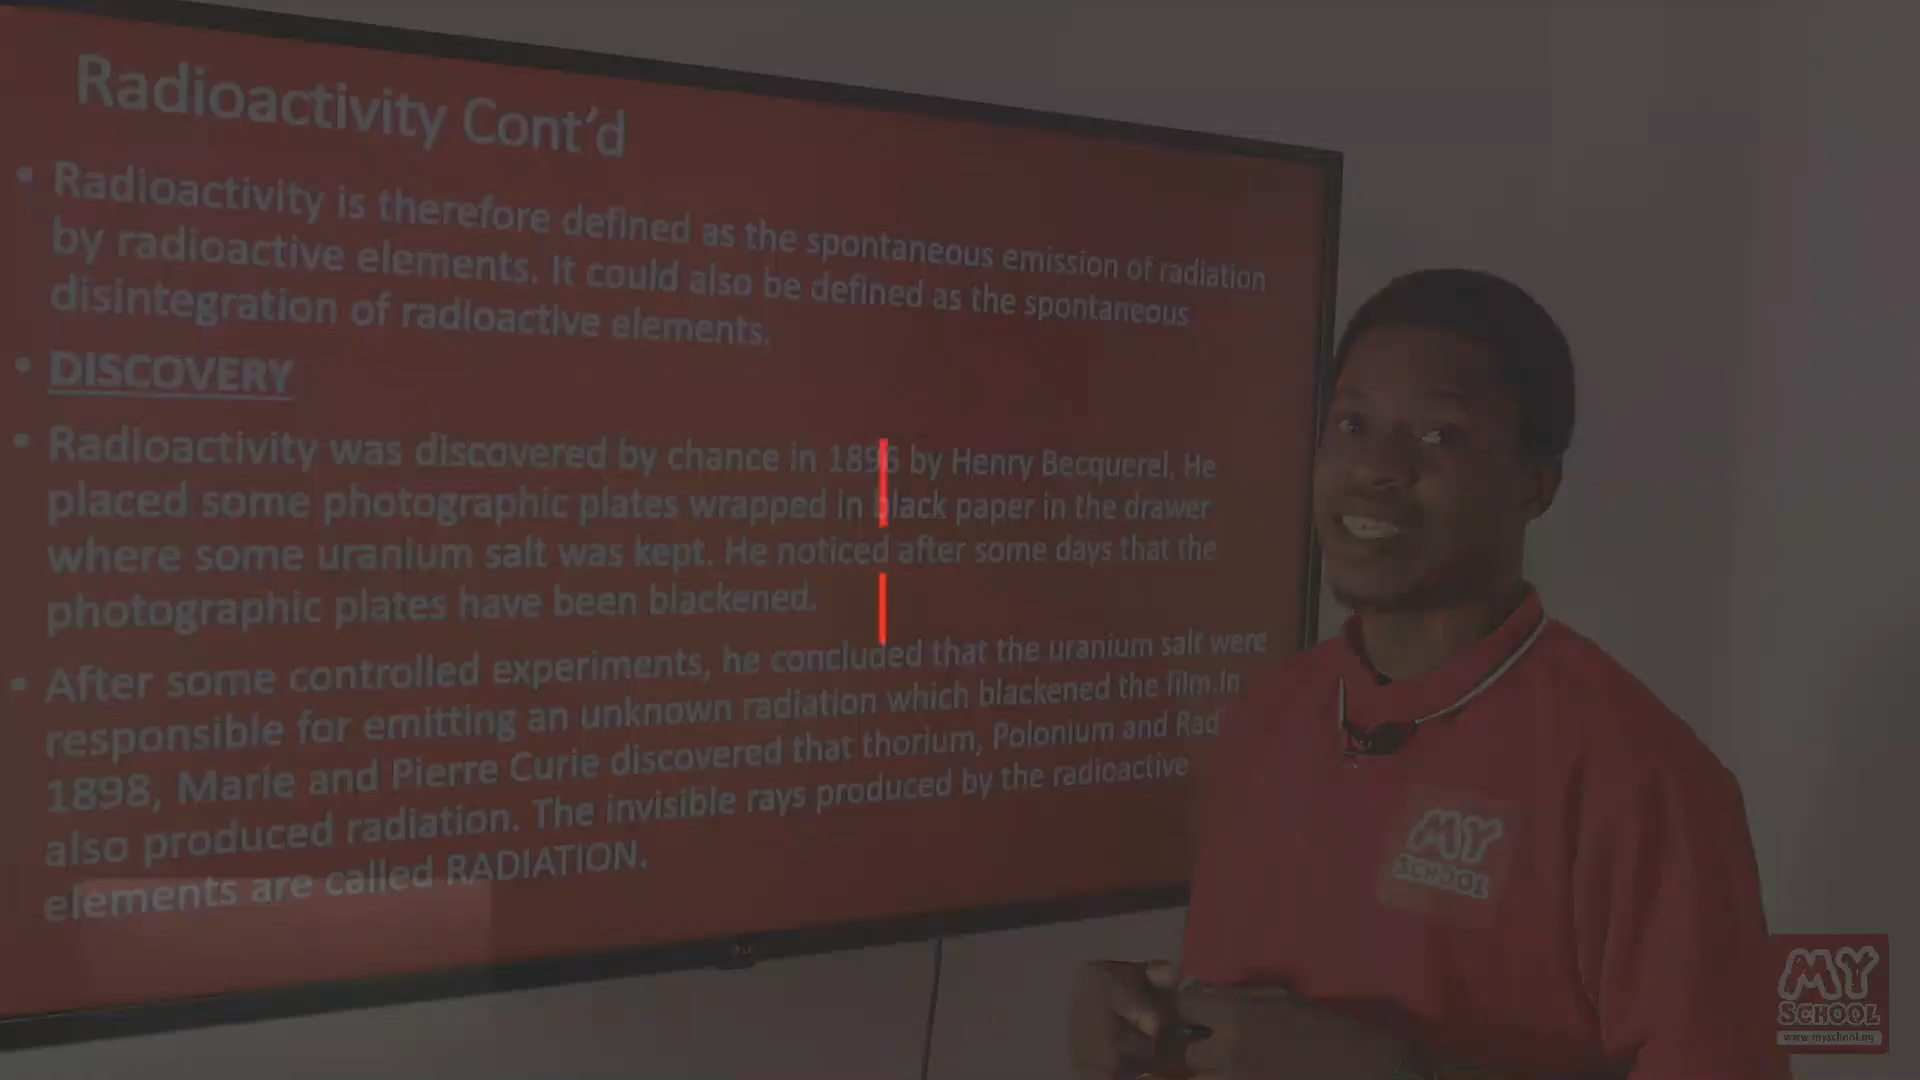 Radioactivity Cont'd
• Radioactivity is therefore defined as the spontaneous emission of radiation
by radioactive elements. It could also be defined as the spontaneous
disintegration of radioactive elements.
• DISCOVERY
• Radioactivity was discovered by chance in 1896 by Henry Becquerel. He
placed some photographic plates wrapped in black paper in the drawer
where some uranium salt was kept. He noticed after some days that the
photographic plates have been blackened.
• After some controlled experiments, he concluded that the uranium salt were
responsible for emitting an unknown radiation which blackened the film.In
1898, Marie and Pierre Curie discovered that thorium, Polonium and Rad
also produced radiation. The invisible rays produced by the radioactive
elements are called RADIATION.
MY
SCHOOL
MY
SCHOOL
www.myschool.ng